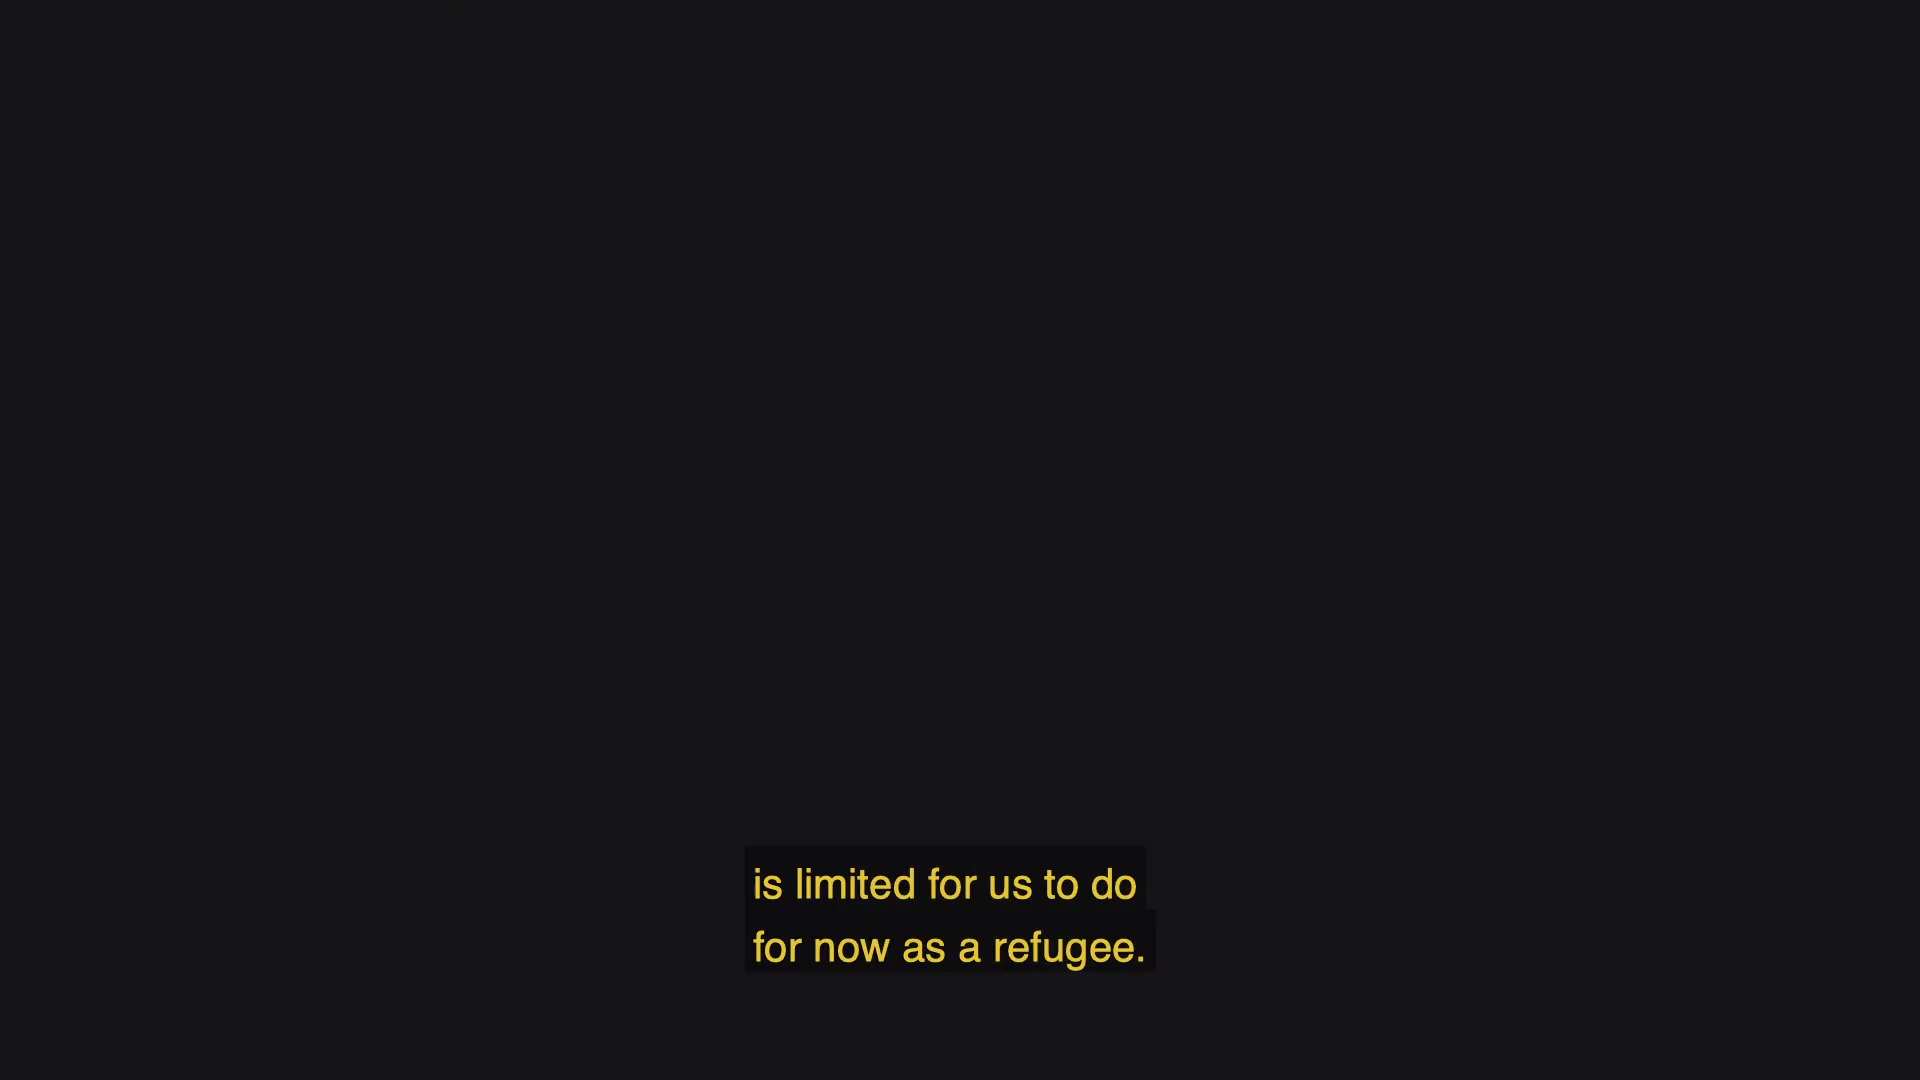 is limited for us to do
for now as a refugee.